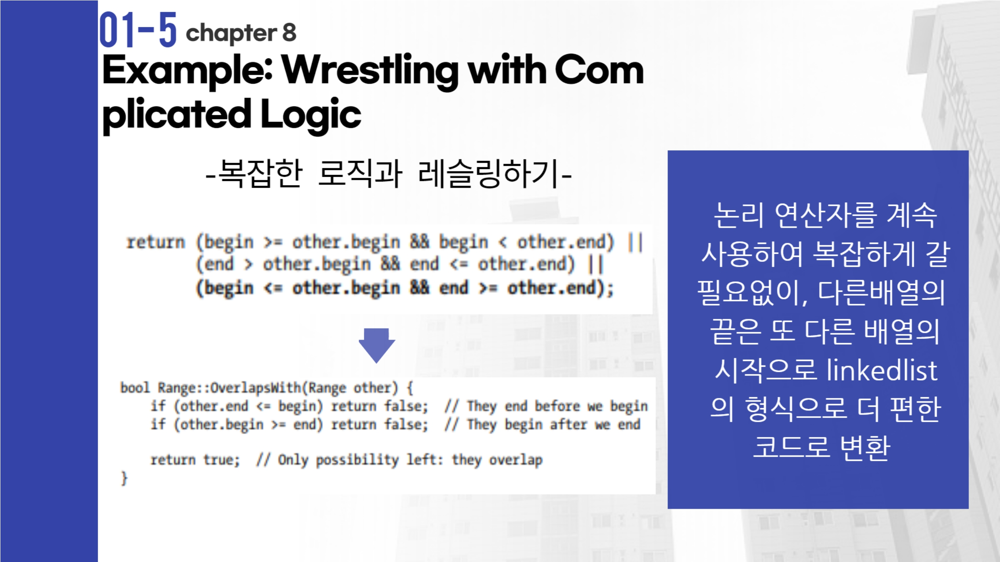 01-5 chapter 8
Example: Wrestling with Com
plicated Logic
-복잡한 로직과 레슬링하기-
return (begin >= other.begin && begin < other.end) ||
(end > other.begin && end <= other.end) ||
(begin <= other.begin && end >= other.end);
bool Range::OverlapsWith(Range other) {
if (other.end <= begin) return false;  // They end before we begin
if (other.begin >= end) return false;  // They begin after we end
return true;  // Only possibility left: they overlap
}
논리 연산자를 계속
사용하여 복잡하게 갈
필요없이, 다른배열의
끝은 또 다른 배열의
시작으로 linkedlist
의 형식으로 더 편한
코드로 변환